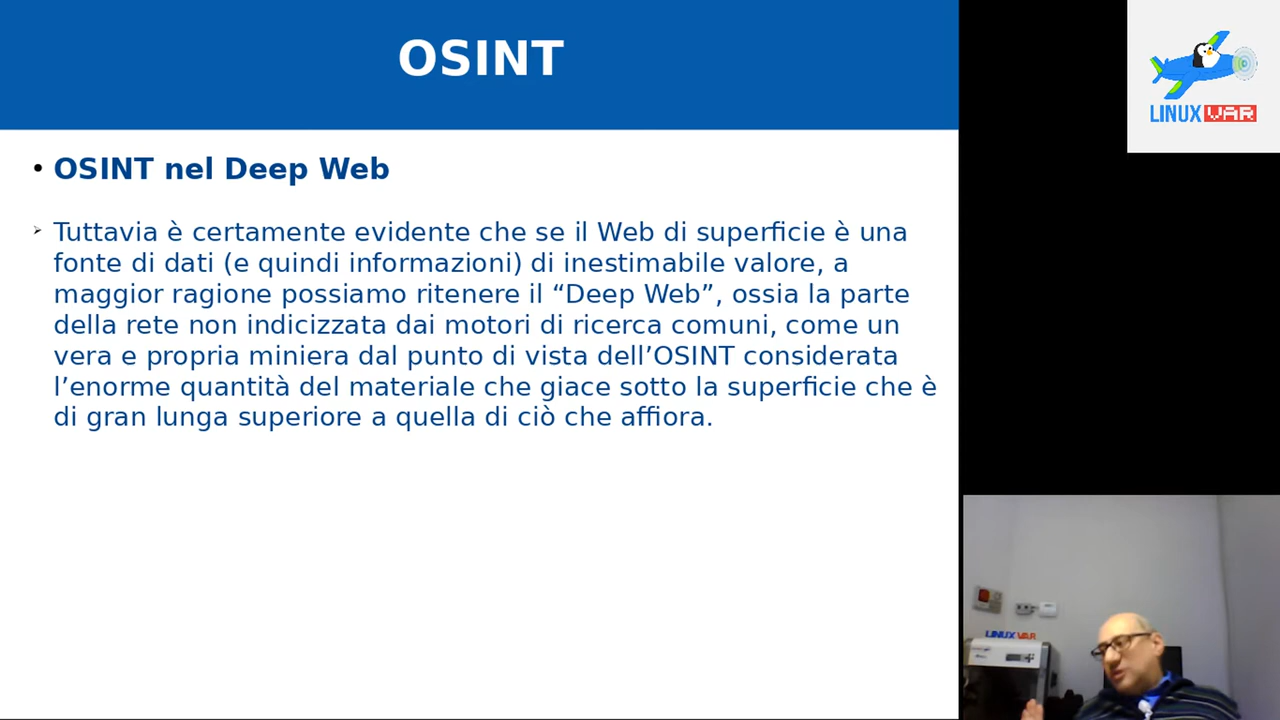 OSINT
LINUX VAR
• OSINT nel Deep Web
➢ Tuttavia è certamente evidente che se il Web di superficie è una
fonte di dati (e quindi informazioni) di inestimabile valore, a
maggior ragione possiamo ritenere il “Deep Web”, ossia la parte
della rete non indicizzata dai motori di ricerca comuni, come un
vera e propria miniera dal punto di vista dell’OSINT considerata
l’enorme quantità del materiale che giace sotto la superficie che è
di gran lunga superiore a quella di ciò che affiora.
LINUX VAR